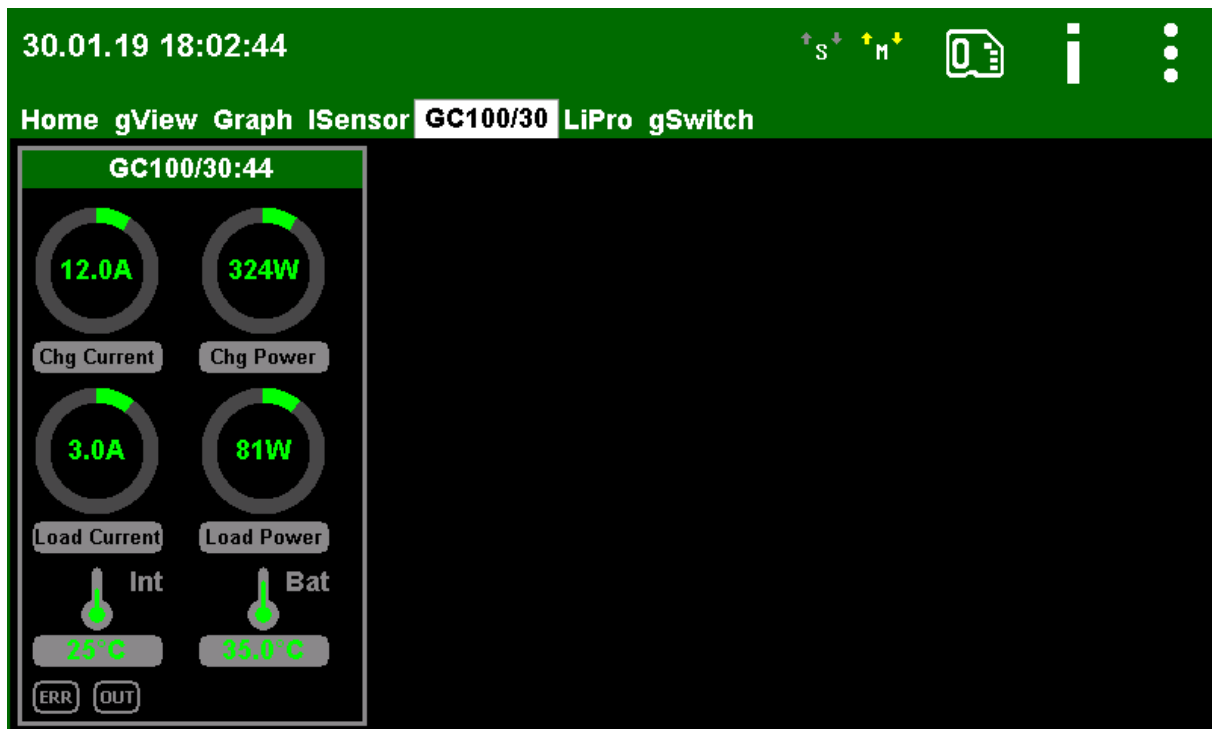 30.01.19 18:02:44 S M
Home gView Graph ISensor GC100/30 LiPro gSwitch
GC100/30:44
12.0A 324W
Chg Current Chg Power
3.0A 81W
Load Current Load Power
Int Bat
25°C 35.0°C
ERR OUT